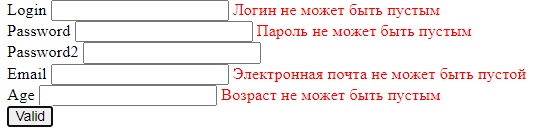 Login Логин не может быть пустым
Password Пароль не может быть пустым
Password2
Email Электронная почта не может быть пустой
Age Возраст не может быть пустым
Valid